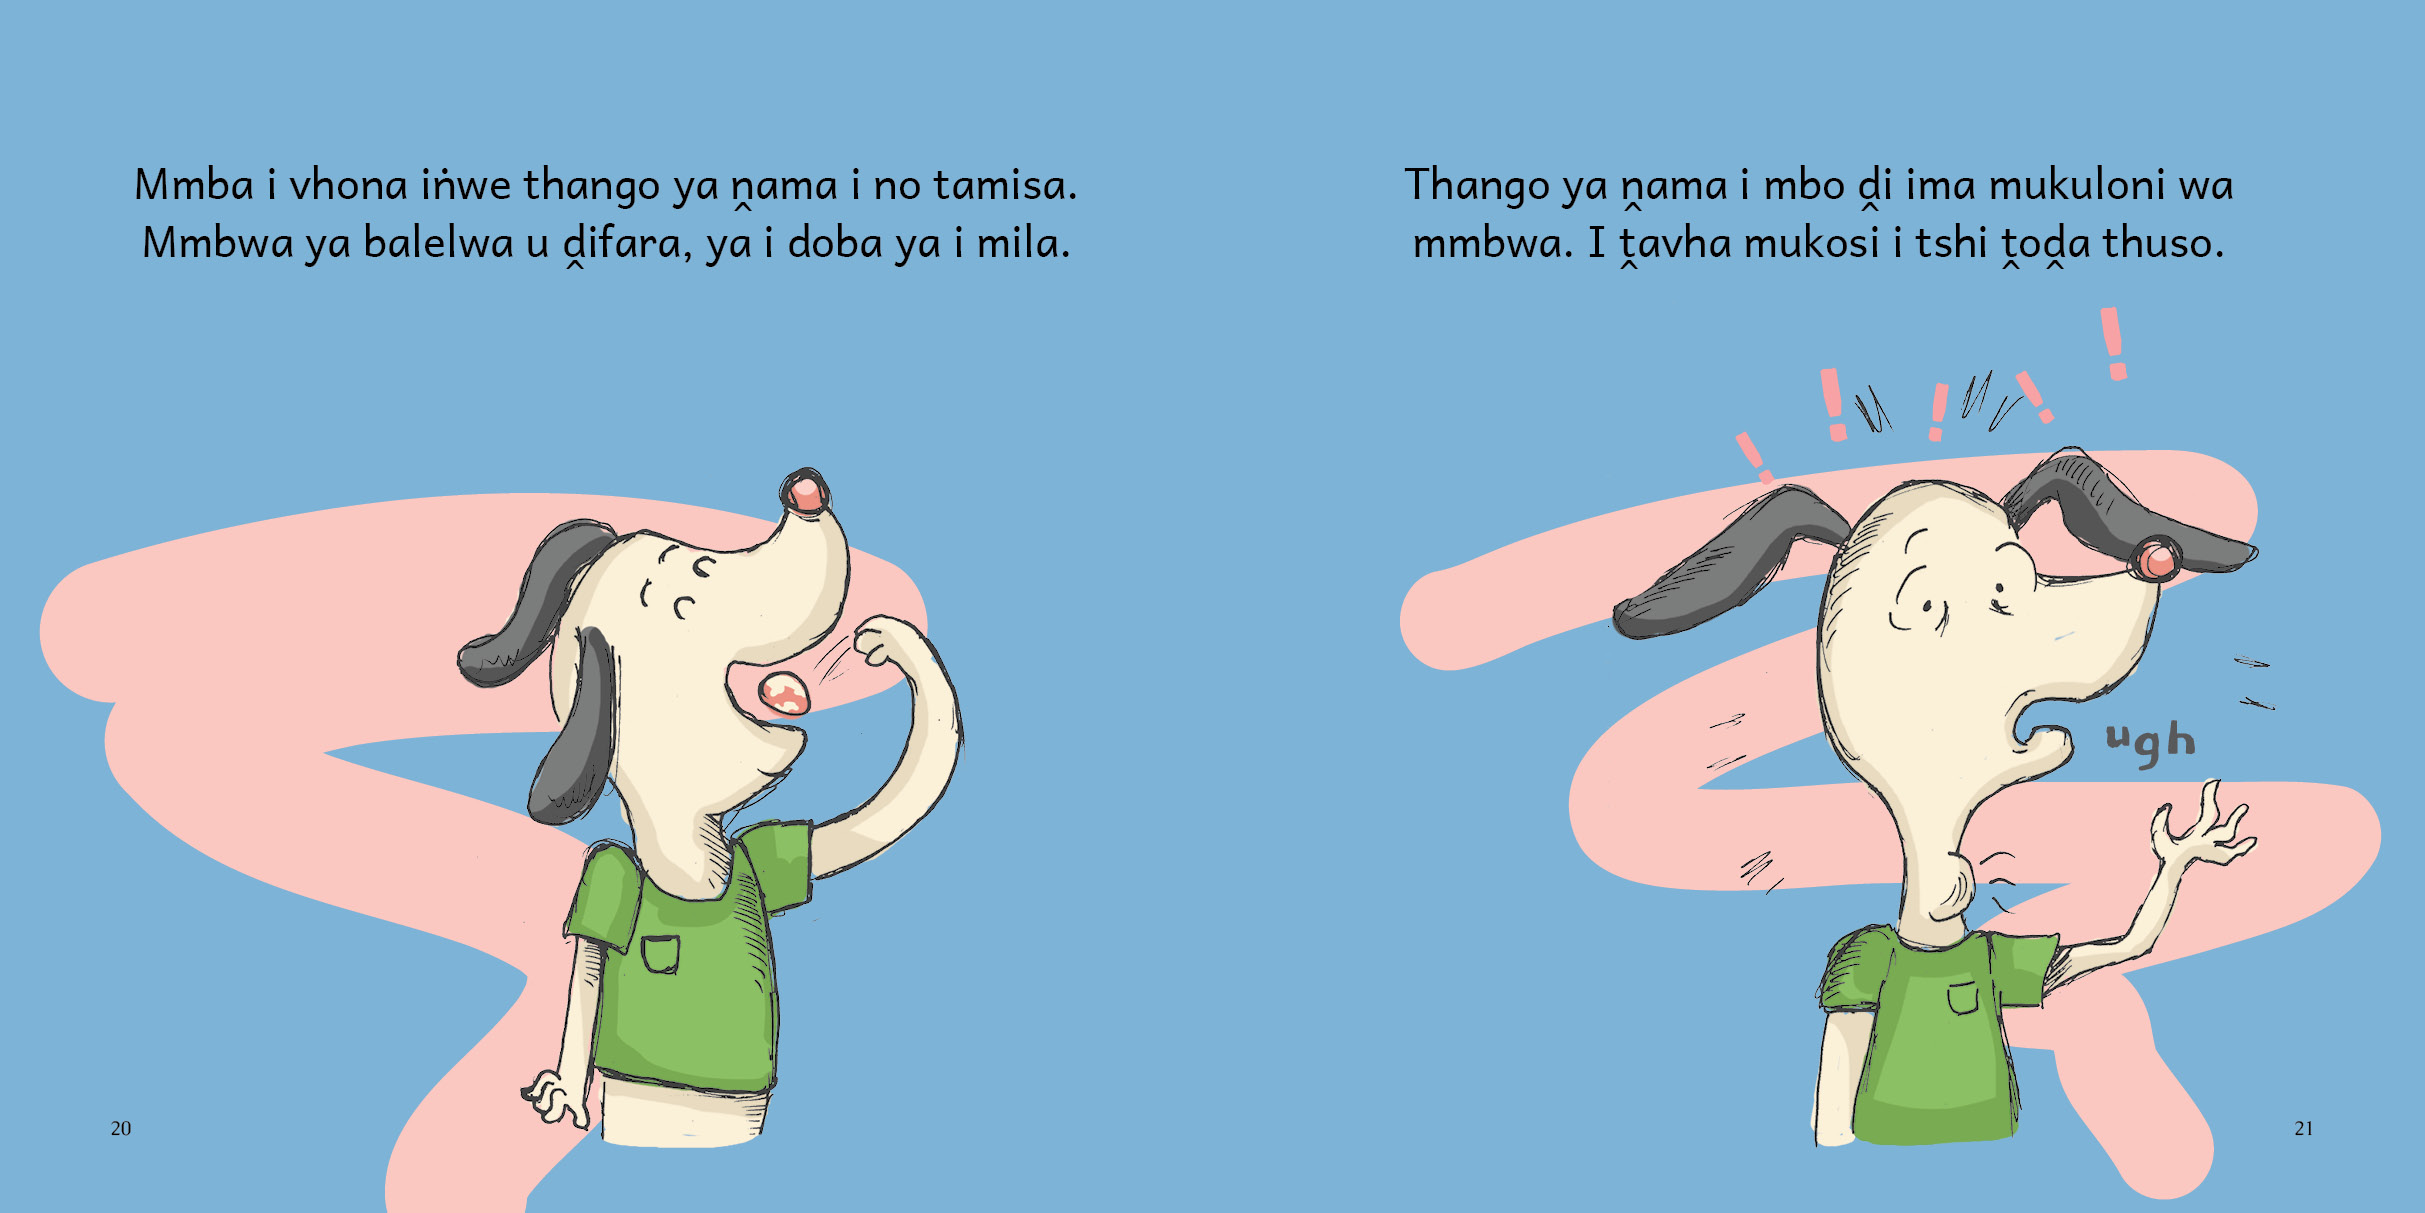 Mmba i vhona iṅwe thango ya ṋama i no tamisa.
Mmbwa ya balelwa u ḓifara, ya i doba ya i mila.
20
Thango ya ṋama i mbo ḓi ima mukuloni wa
mmbwa. I ṱavha mukosi i tshi ṱoḓa thuso.
ugh
21